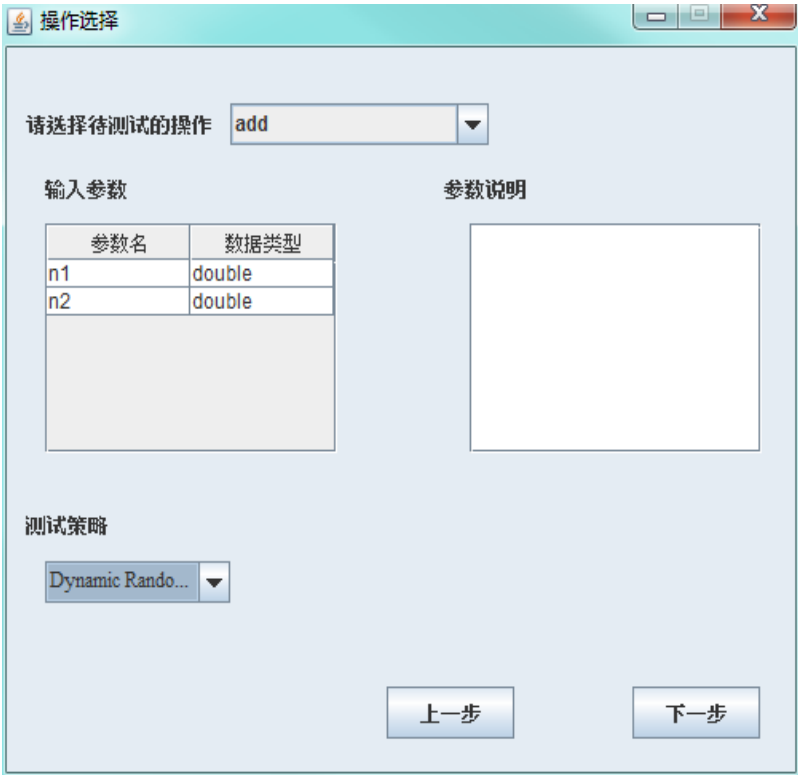 操作选择
请选择待测试的操作 add
输入参数 参数说明
参数名 数据类型
n1 double
n2 double
测试策略
Dynamic Rando...
上一步 下一步